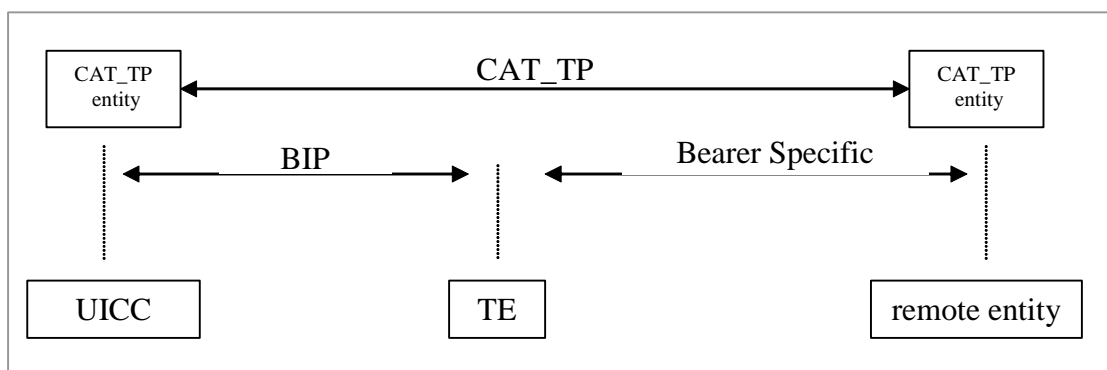 CAT_TP
entity
CAT_TP
CAT_TP
entity
BIP
Bearer Specific
UICC
TE
remote entity